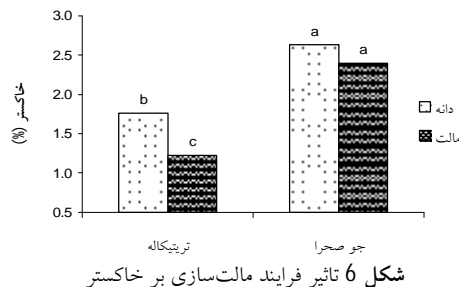 3.0
2.5
2.0
1.5
1.0
0.5
خاکستر (%)
a
a
b
c
دانه
مالت
تریتیکاله
جو صحرا
شکل 6 تاثیر فرایند مالت‌سازی بر خاکستر